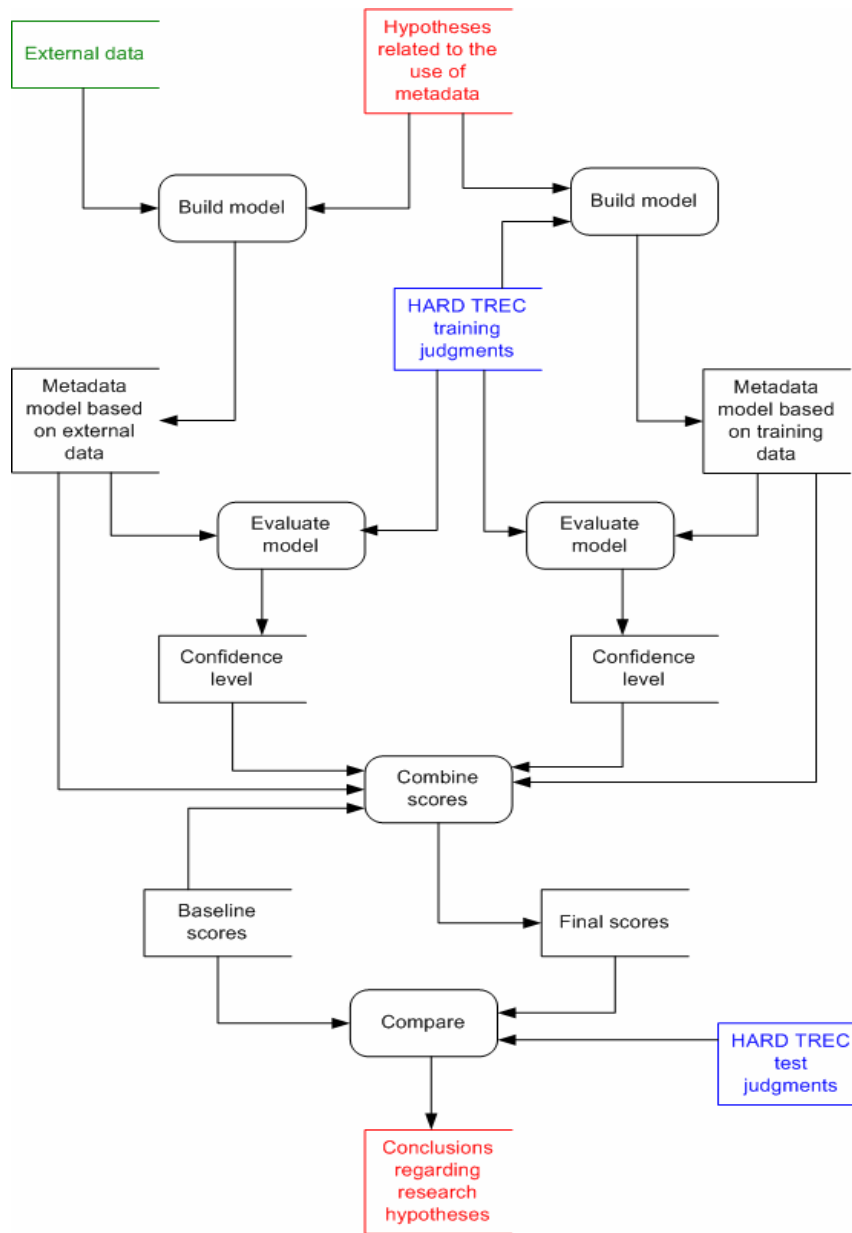 External data
Hypotheses
related to the
use of
metadata
Build model
Build model
HARD TREC
training
judgments
Metadata
model based
on external
data
Metadata
model based
on training
data
Evaluate
model
Evaluate
model
Confidence
level
Confidence
level
Combine
scores
Baseline
scores
Final scores
Compare
HARD TREC
test
judgments
Conclusions
regarding
research
hypotheses